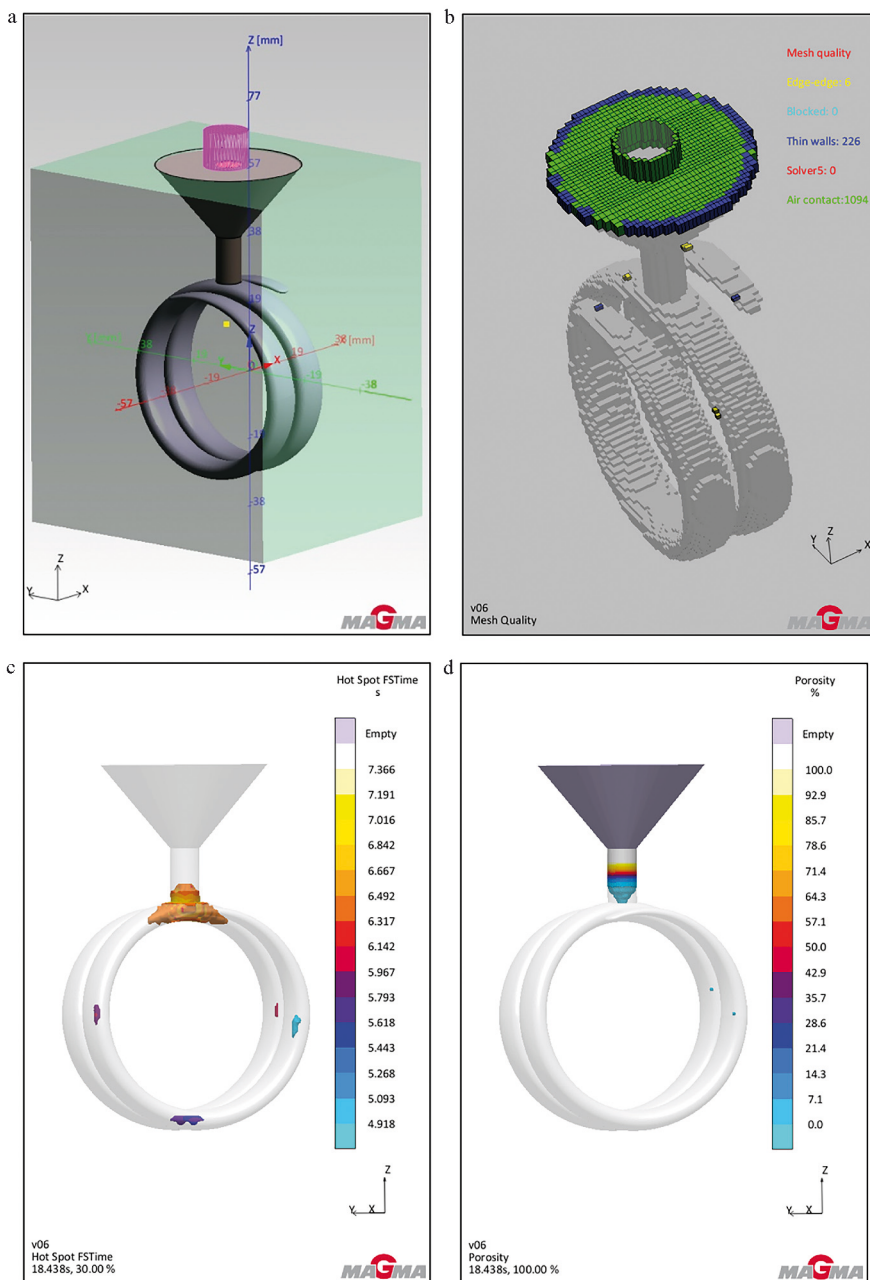 a
Z [mm]
77
57
38
19
Z
X [mm]
38
19
X
0
-19
-38
-19
-57
-19
-38
-57
Z
Y
X
MAGMA
b
Mesh quality
Edge-edge: 6
Blocked: 0
Thin walls: 226
Solver5: 0
Air contact:1094
Y
Z
X
v06
Mesh Quality
MAGMA
c
Hot Spot FSTime
s
Empty
7.366
7.191
7.016
6.842
6.667
6.492
6.317
6.142
5.967
5.793
5.618
5.443
5.268
5.093
4.918
Z
Y X
v06
Hot Spot FSTime
18.438s, 30.00 %
MAGMA
d
Porosity
%
Empty
100.0
92.9
85.7
78.6
71.4
64.3
57.1
50.0
42.9
35.7
28.6
21.4
14.3
7.1
0.0
Z
Y X
v06
Porosity
18.438s, 100.00 %
MAGMA